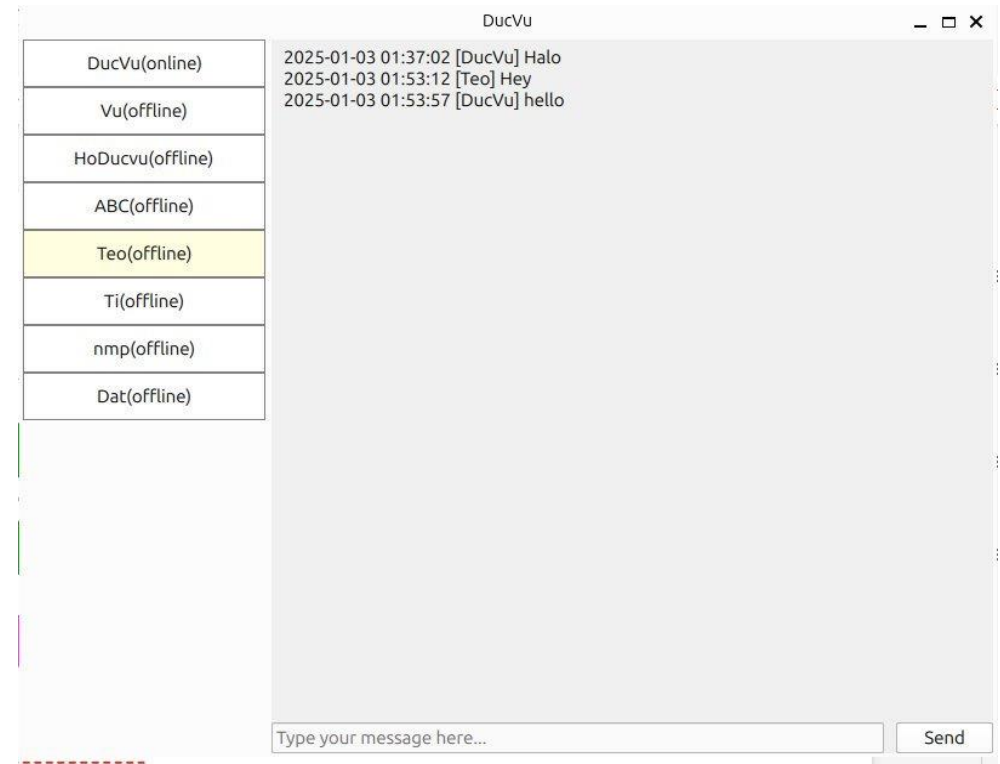 DucVu
DucVu(online)
Vu(offline)
HoDucvu(offline)
ABC(offline)
Teo(offline)
Ti(offline)
nmp(offline)
Dat(offline)
2025-01-03 01:37:02 [DucVu] Halo
2025-01-03 01:53:12 [Teo] Hey
2025-01-03 01:53:57 [DucVu] hello
Type your message here...
Send